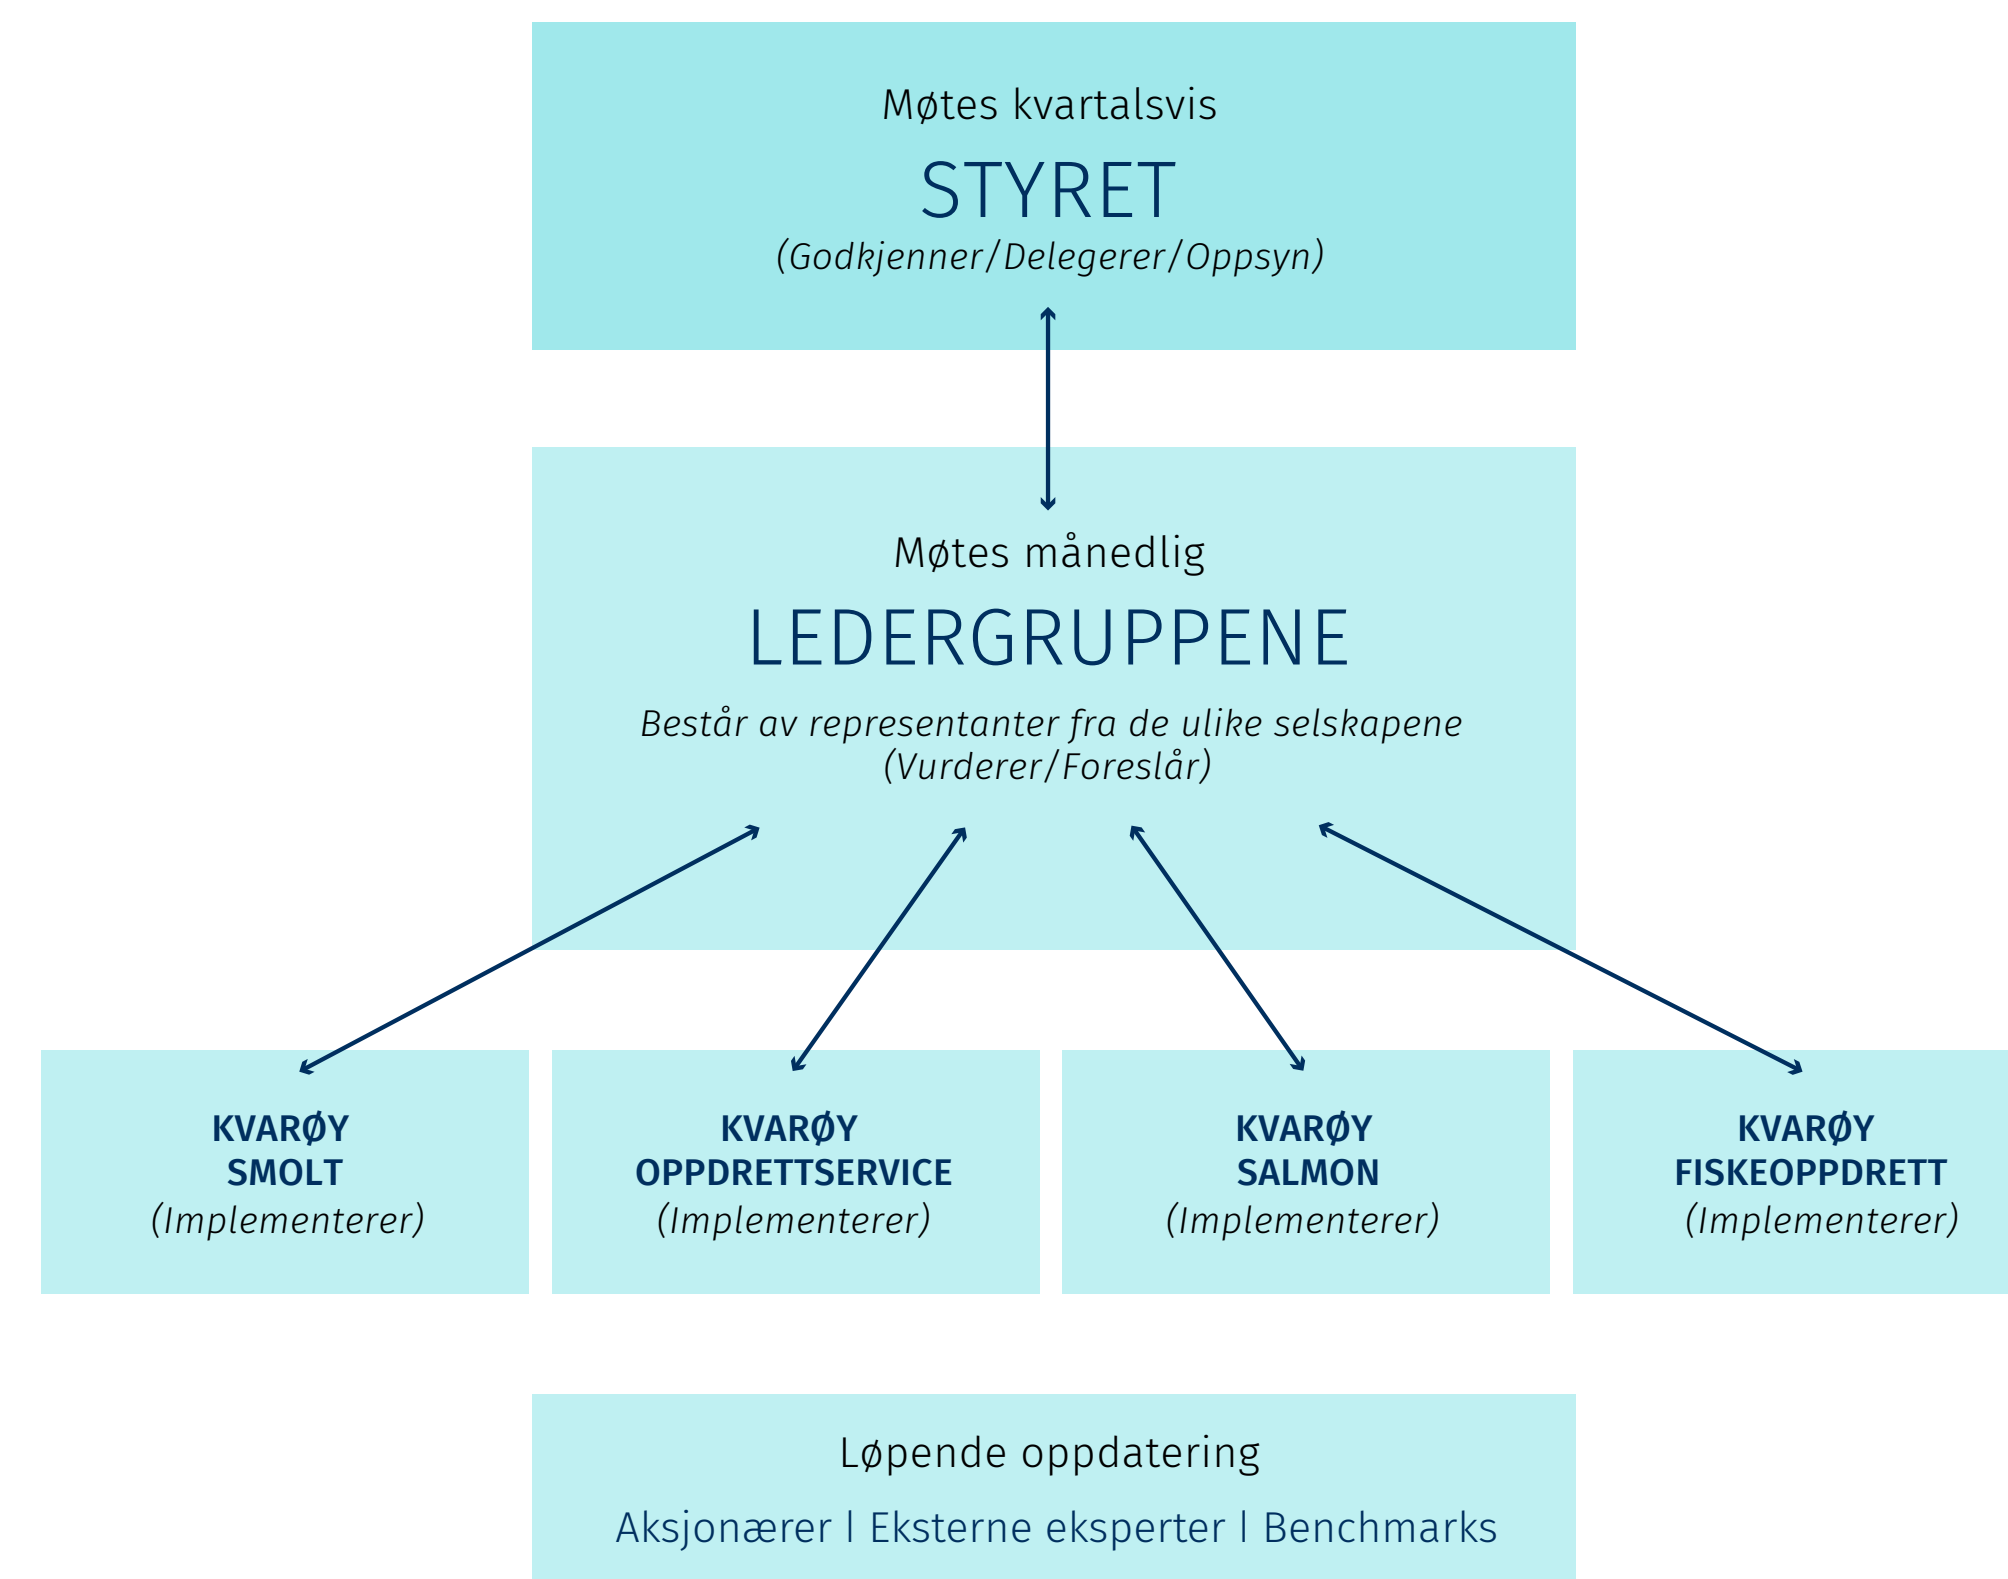 Møtes kvartalsvis
STYRET
(Godkjenner/Delegerer/Oppsyn)
Møtes månedlig
LEDERGRUPPENE
Består av representanter fra de ulike selskapene
(Vurderer/Foreslår)
KVARØY
SMOLT
(Implementerer)
KVARØY
OPPDRETTSERVICE
(Implementerer)
KVARØY
SALMON
(Implementerer)
KVARØY
FISKEOPPDRETT
(Implementerer)
Løpende oppdatering
Aksjonærer l Eksterne eksperter l Benchmarks